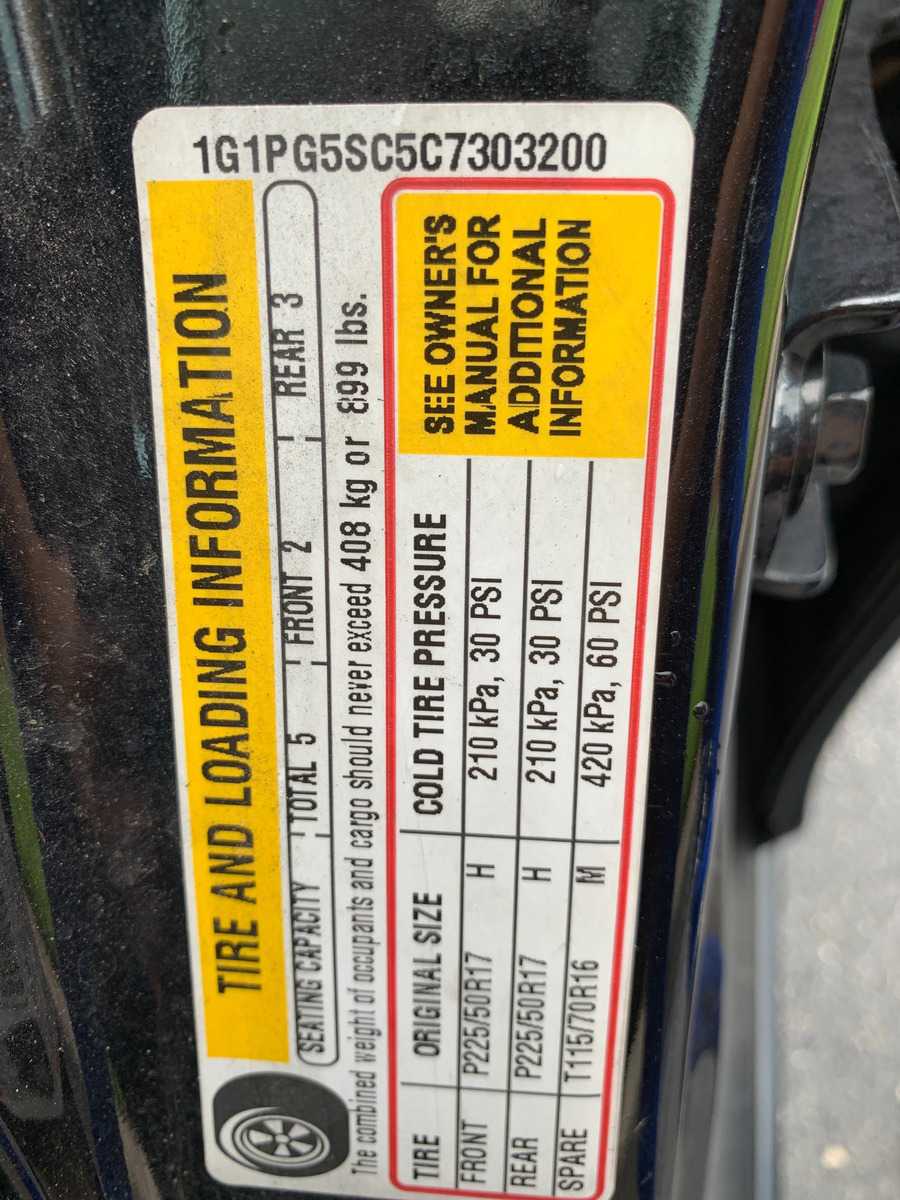 1G1PG5SC5C7303200
TIRE AND LOADING INFORMATION
SEATING CAPACITY TOTAL 5 FRONT 2 REAR 3
The combined weight of occupants and cargo should never exceed 408 kg or 899 lbs.
TIRE ORIGINAL SIZE COLD TIRE PRESSURE
FRONT P225/50R17 H 210 kPa, 30 PSI
REAR P225/50R17 H 210 kPa, 30 PSI
SPARE T115/70R16 M 420 kPa, 60 PSI
SEE OWNER'S
MANUAL FOR
ADDITIONAL
INFORMATION